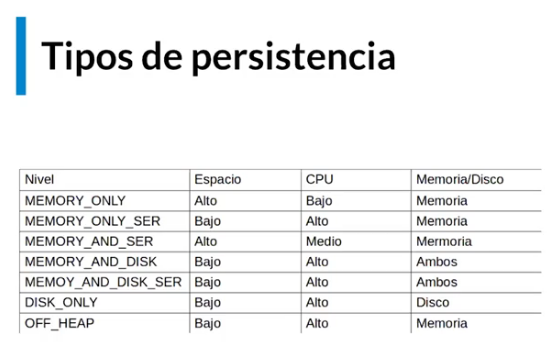 Tipos de persistencia
Nivel Espacio CPU Memoria/Disco
MEMORY_ONLY Alto Bajo Memoria
MEMORY_ONLY_SER Bajo Alto Memoria
MEMORY_AND_SER Alto Medio Mermoria
MEMORY_AND_DISK Bajo Alto Ambos
MEMOY_AND_DISK_SER Bajo Alto Ambos
DISK_ONLY Bajo Alto Disco
OFF_HEAP Bajo Alto Memoria